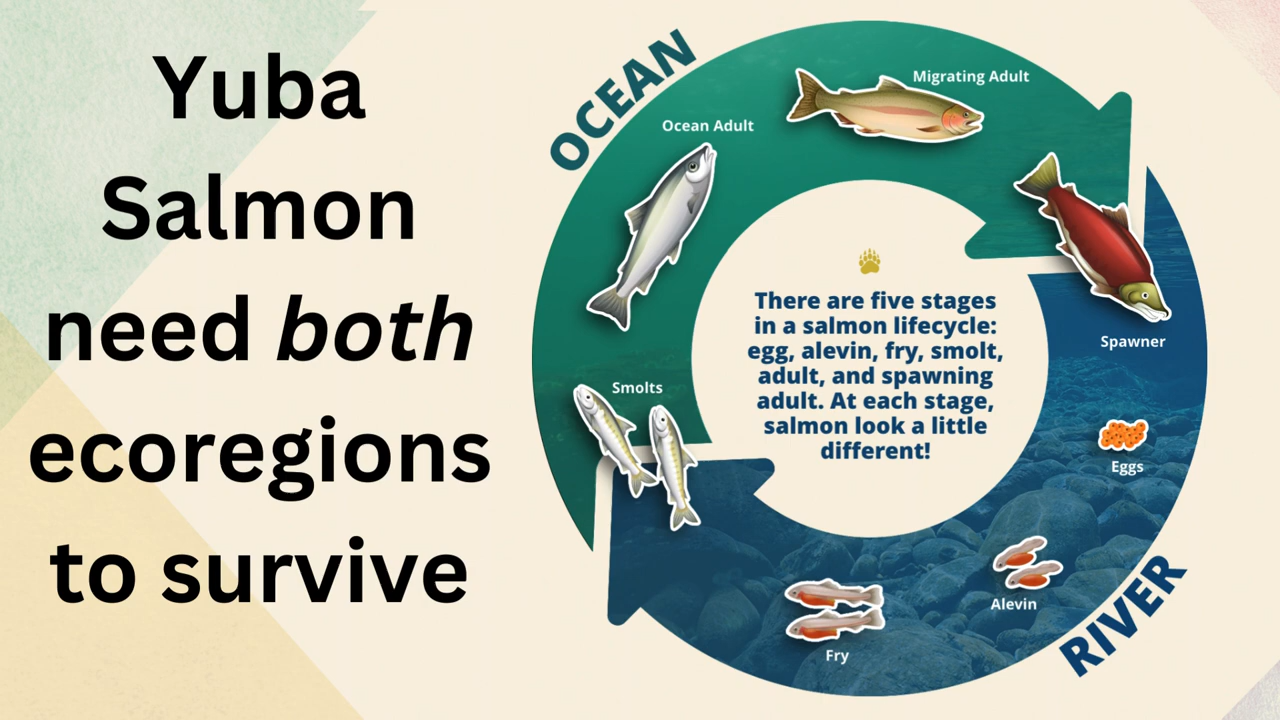 Yuba
Salmon
need both
ecoregions
to survive
OCEAN
Migrating Adult
Ocean Adult
Spawner
Smolts
There are five stages
in a salmon lifecycle:
egg, alevin, fry, smolt,
adult, and spawning
adult. At each stage,
salmon look a little
different!
Eggs
Alevin
Fry
RIVER